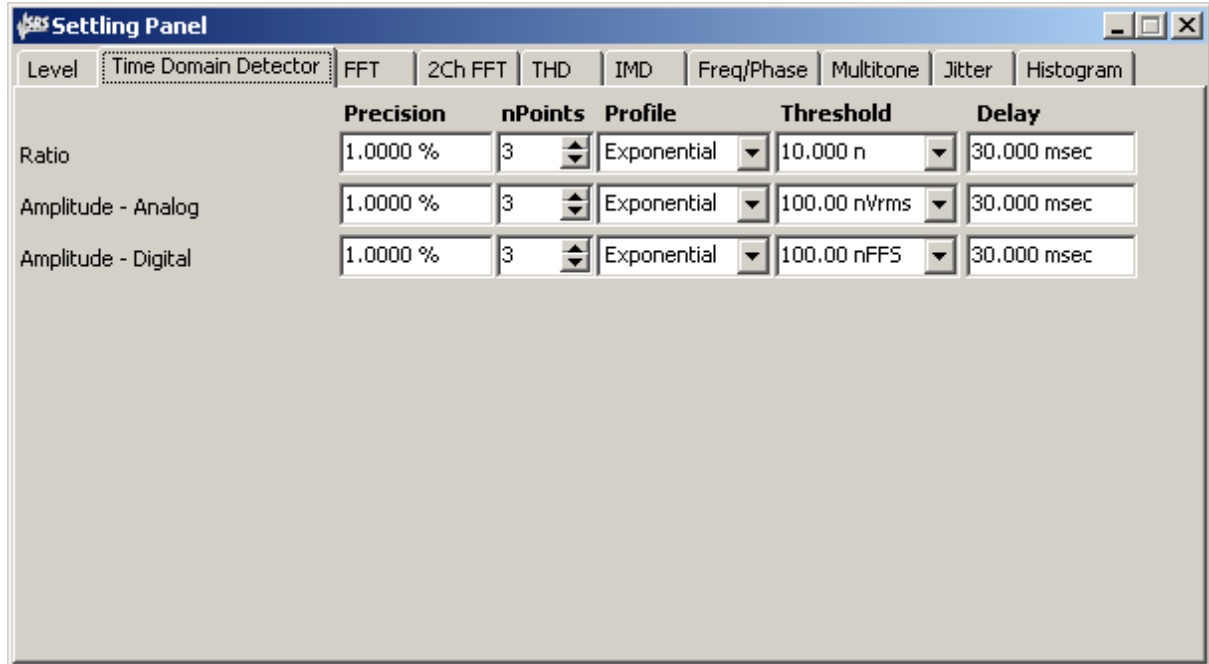 SRS Settling Panel
Level Time Domain Detector FFT 2Ch FFT THD IMD Freq/Phase Multitone Jitter Histogram
Precision nPoints Profile Threshold Delay
Ratio 1.0000 % 3 Exponential 10.000 n 30.000 msec
Amplitude - Analog 1.0000 % 3 Exponential 100.00 nVrms 30.000 msec
Amplitude - Digital 1.0000 % 3 Exponential 100.00 nFFS 30.000 msec